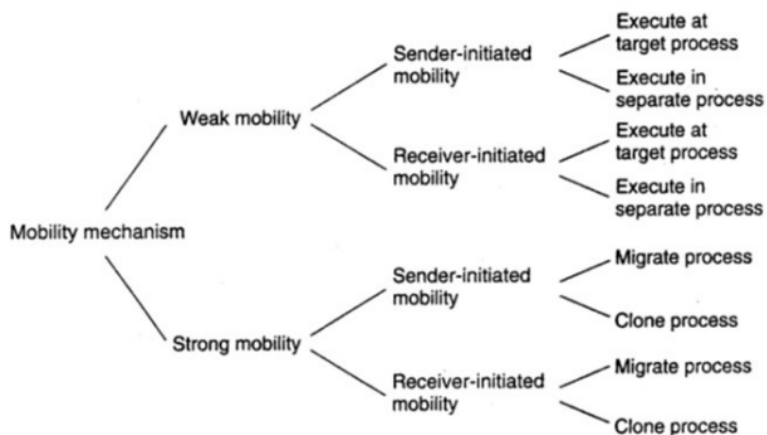 Execute at
target process
Sender-initiated
mobility
Execute in
separate process
Weak mobility
Execute at
target process
Receiver-initiated
mobility
Execute in
separate process
Mobility mechanism
Migrate process
Sender-initiated
mobility
Clone process
Strong mobility
Migrate process
Receiver-initiated
mobility
Clone process